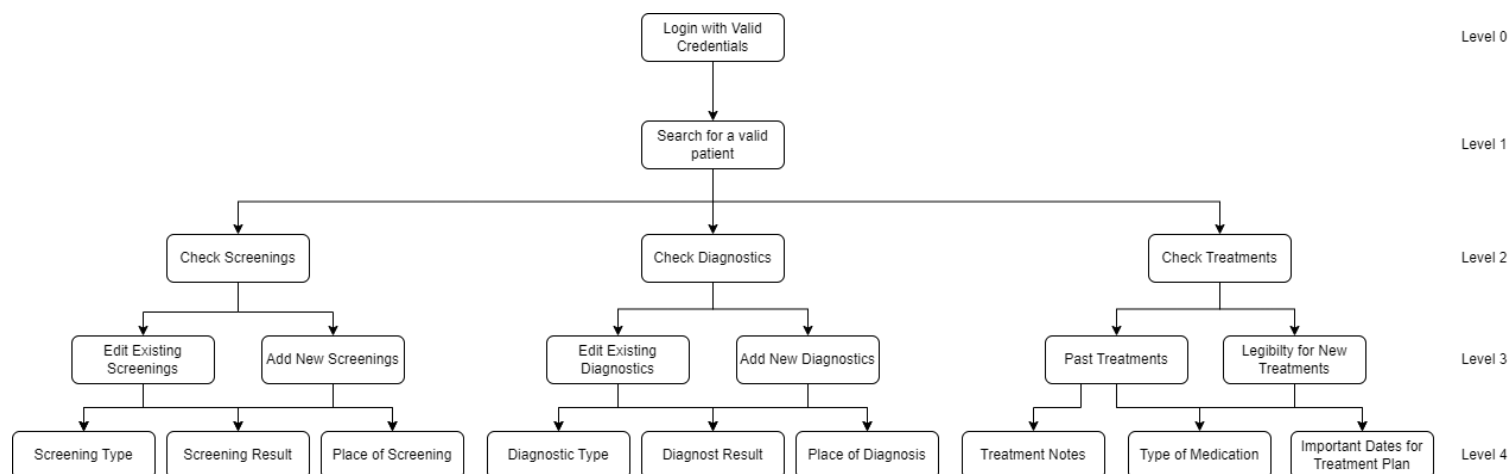 Login with Valid
Credentials
Level 0
Search for a valid
patient
Level 1
Check Screenings
Check Diagnostics
Check Treatments
Level 2
Edit Existing
Screenings
Add New Screenings
Edit Existing
Diagnostics
Add New Diagnostics
Past Treatments
Legibilty for New
Treatments
Level 3
Screening Type
Screening Result
Place of Screening
Diagnostic Type
Diagnost Result
Place of Diagnosis
Treatment Notes
Type of Medication
Important Dates for
Treatment Plan
Level 4